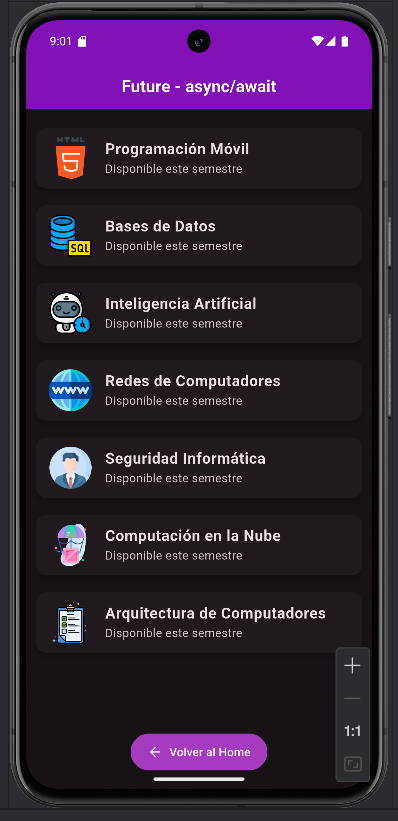 9:01
Future - async/await
HTML
Programación Móvil
Disponible este semestre
Bases de Datos
Disponible este semestre
SQL
Inteligencia Artificial
Disponible este semestre
Redes de Computadores
Disponible este semestre
WWW
Seguridad Informática
Disponible este semestre
Computación en la Nube
Disponible este semestre
Arquitectura de Computadores
Disponible este semestre
1:1
Volver al Home